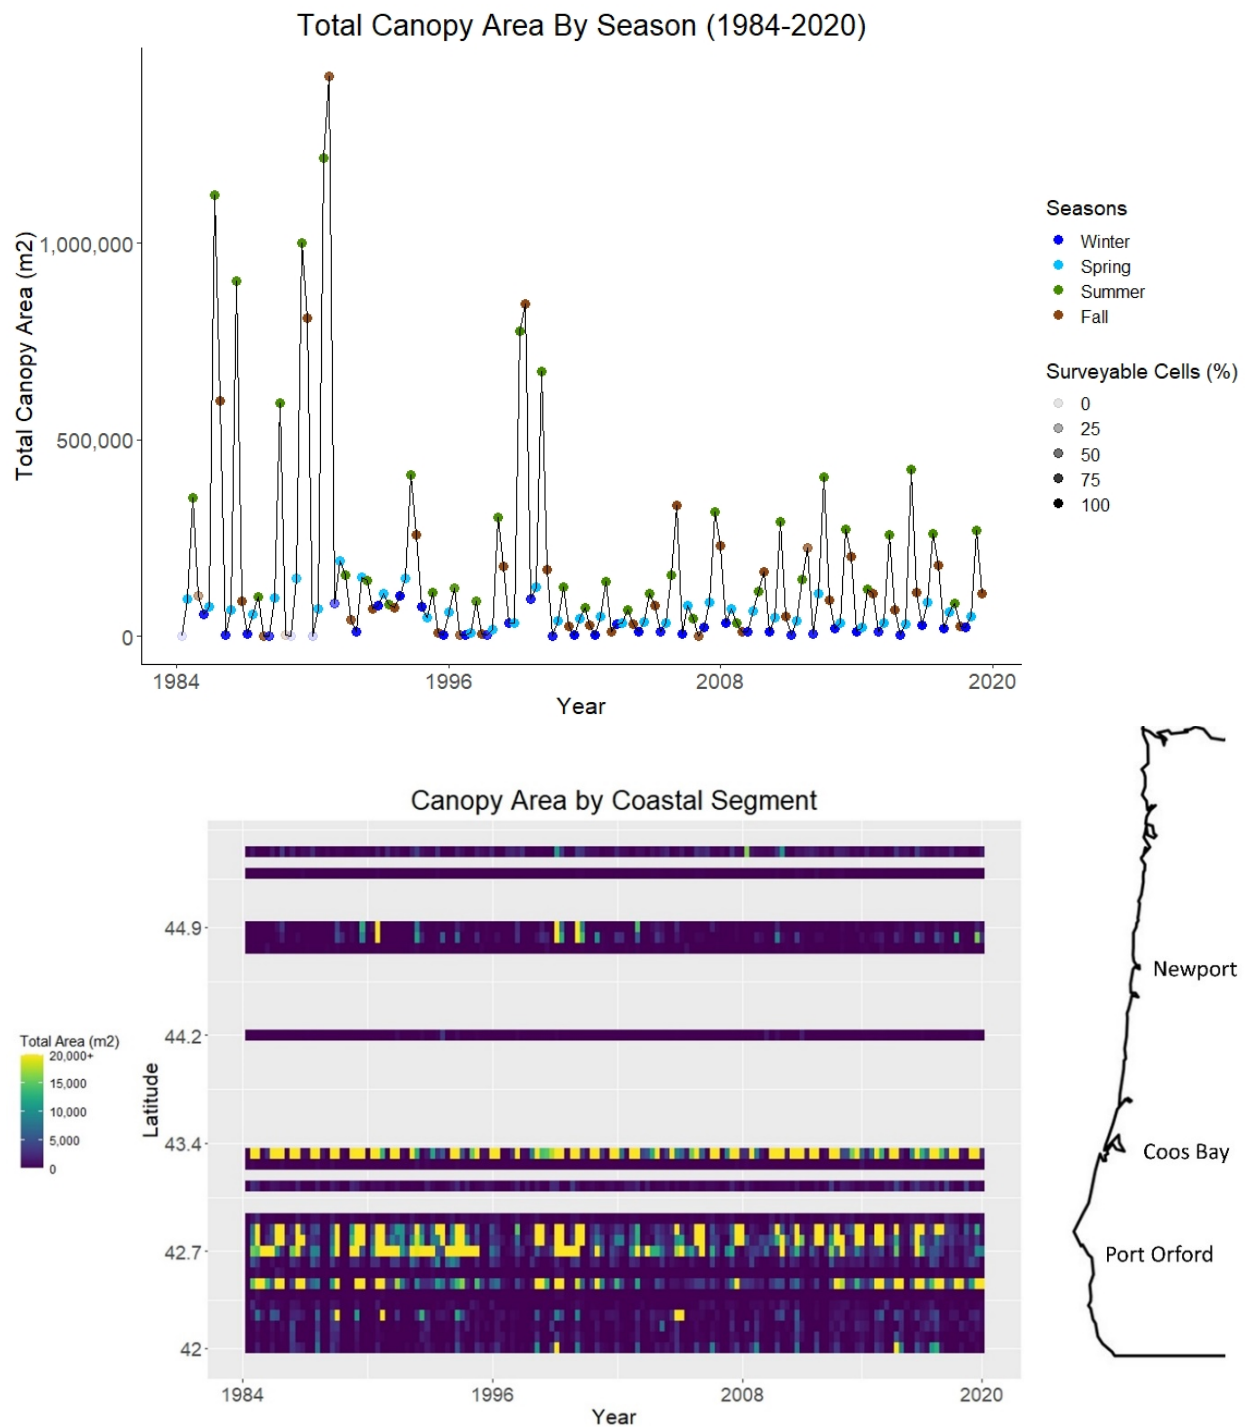 Total Canopy Area By Season (1984-2020)
Total Canopy Area (m2)
1,000,000
500,000
0
1984
1996
2008
2020
Year
Seasons
Winter
Spring
Summer
Fall
Surveyable Cells (%)
0
25
50
75
100
Canopy Area by Coastal Segment
Total Area (m2)
20,000+
15,000
10,000
5,000
0
Latitude
44.9
44.2
43.4
42.7
42
1984
1996
2008
2020
Year
Newport
Coos Bay
Port Orford